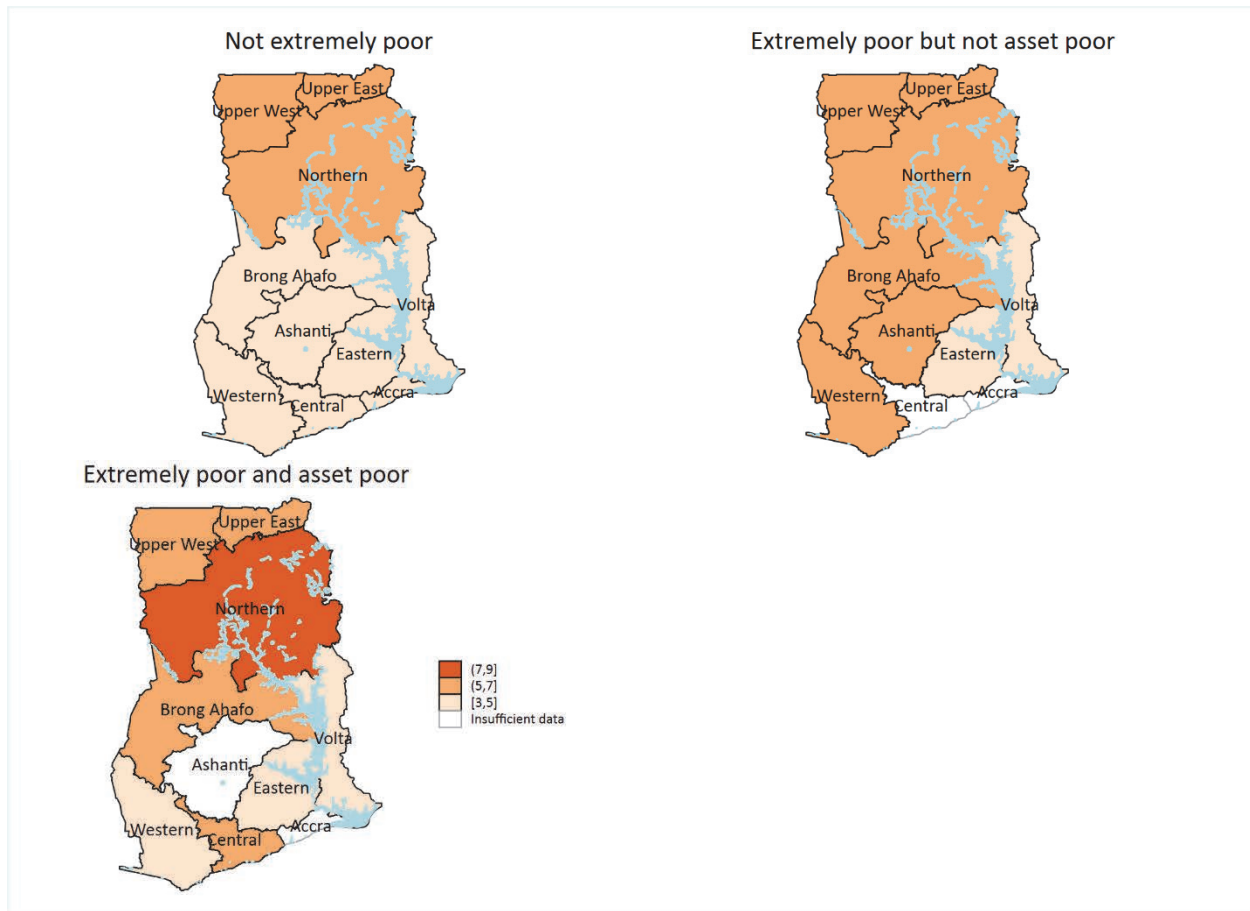 Not extremely poor
Upper East
Upper West
Northern
Brong Ahafo
Volta
Ashanti
Eastern
Western
Accra
Central
Extremely poor but not asset poor
Upper East
Upper West
Northern
Brong Ahafo
Volta
Ashanti
Eastern
Western
Accra
Central
Extremely poor and asset poor
Upper East
Upper West
Northern
Brong Ahafo
Volta
Ashanti
Eastern
Western
Accra
Central
(7,9]
(5,7]
[3,5]
Insufficient data